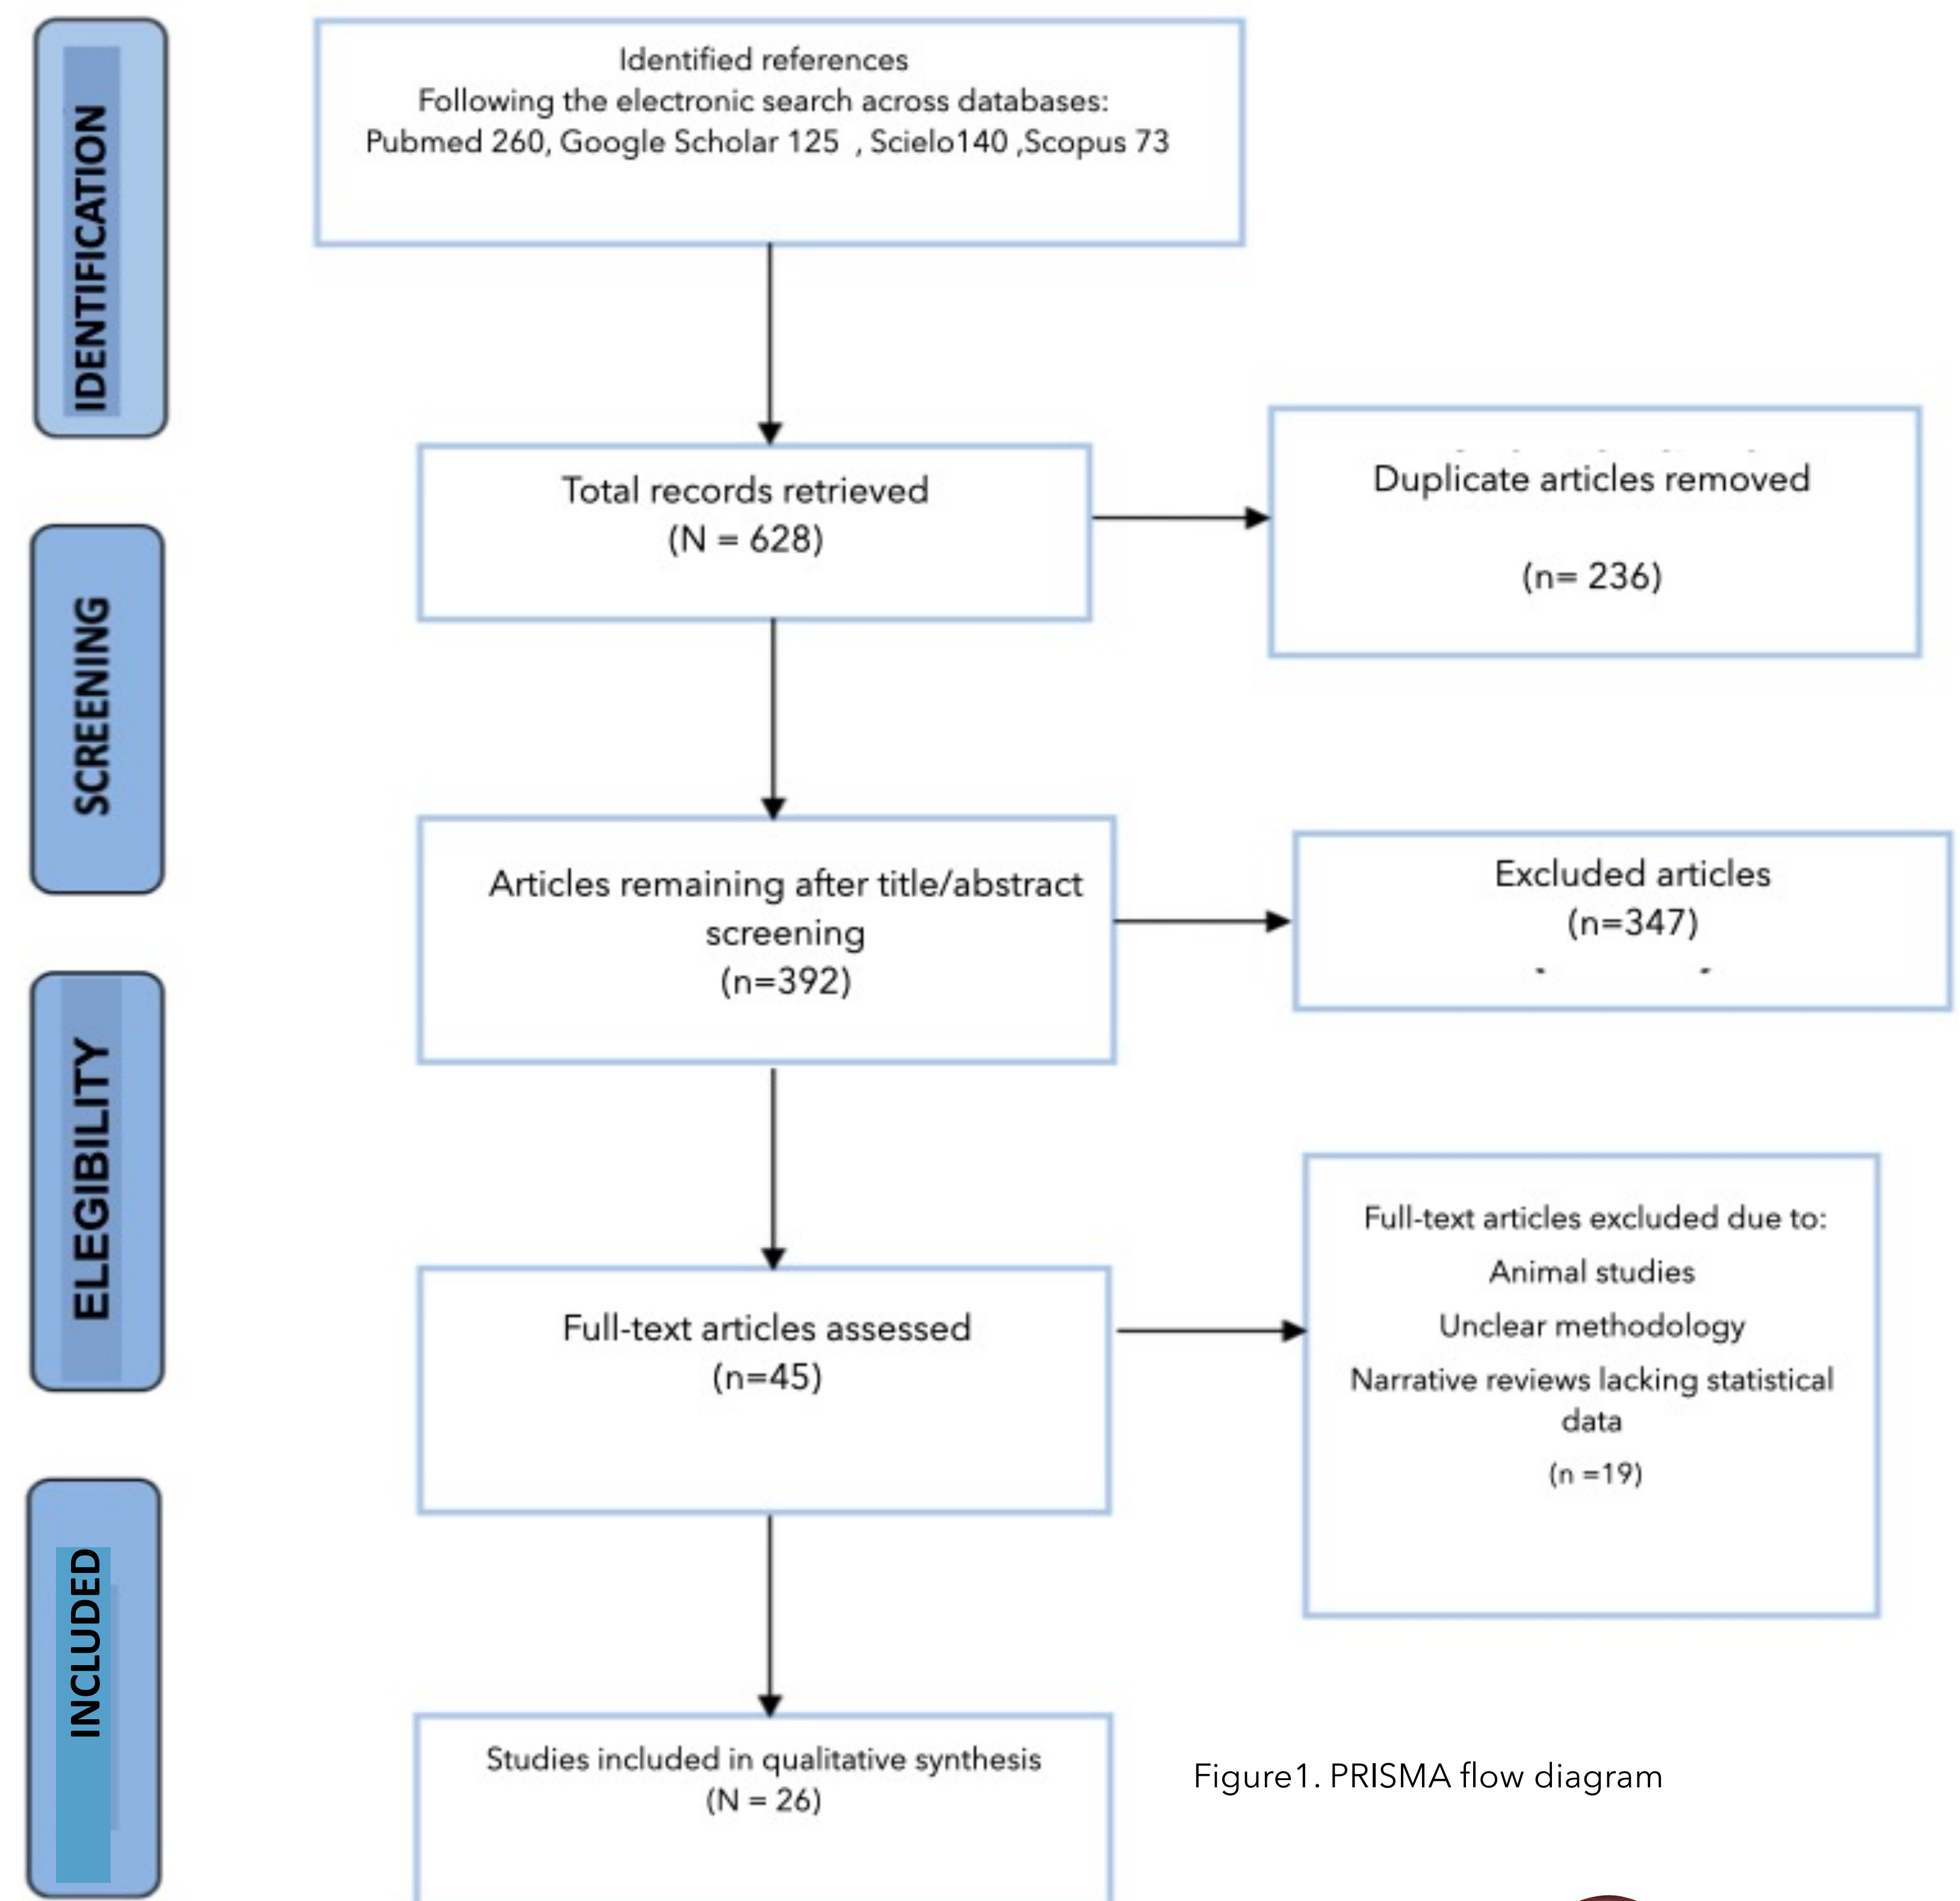 IDENTIFICATION
Identified references
Following the electronic search across databases:
Pubmed 260, Google Scholar 125 , Scielo140 ,Scopus 73
Total records retrieved
(N = 628)
Duplicate articles removed
(n= 236)
SCREENING
Articles remaining after title/abstract
screening
(n=392)
Excluded articles
(n=347)
ELEGIBILITY
Full-text articles assessed
(n=45)
Full-text articles excluded due to:
Animal studies
Unclear methodology
Narrative reviews lacking statistical
data
(n =19)
INCLUDED
Studies included in qualitative synthesis
(N = 26)
Figure1. PRISMA flow diagram